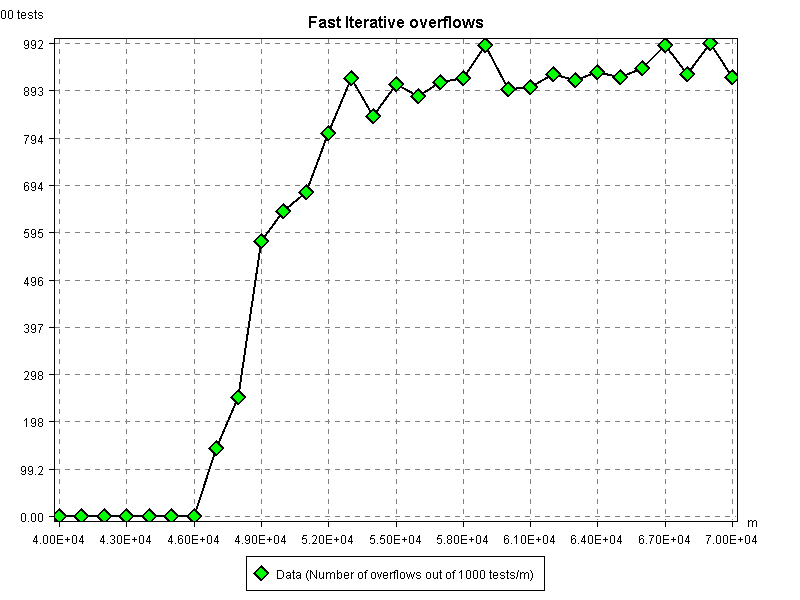 00 tests
Fast Iterative overflows
992
893
794
694
595
496
397
298
198
99.2
0.00
m
4.00E+04 4.30E+04 4.60E+04 4.90E+04 5.20E+04 5.50E+04 5.80E+04 6.10E+04 6.40E+04 6.70E+04 7.00E+04
Data (Number of overflows out of 1000 tests/m)